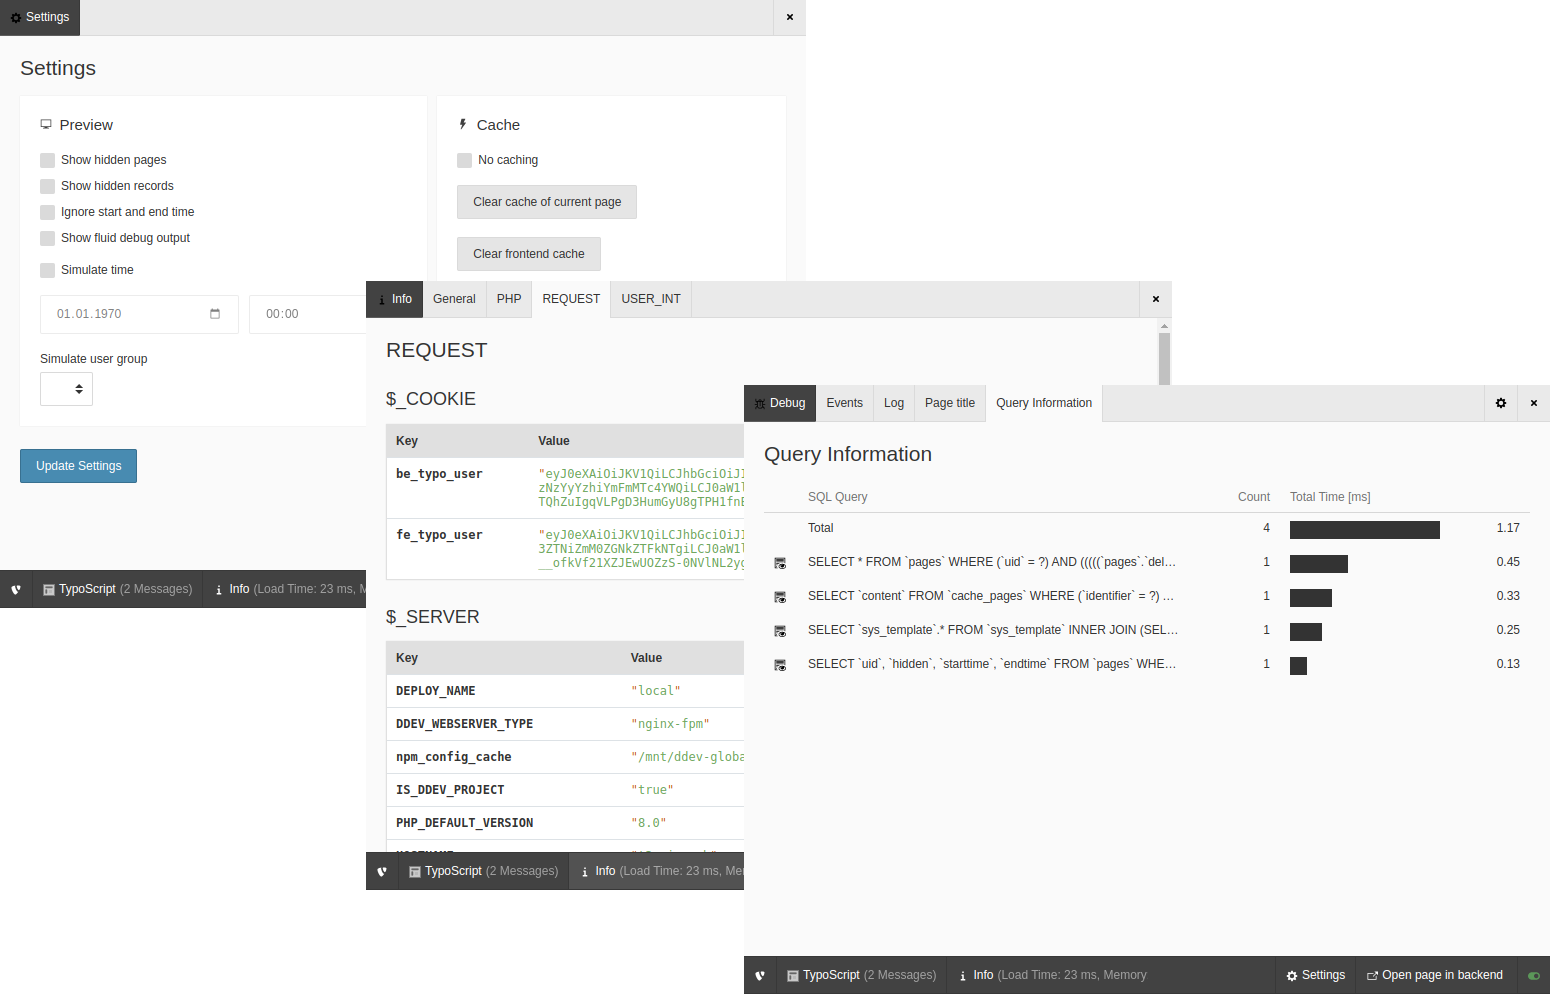 Settings
Settings
Preview
Show hidden pages
Show hidden records
Ignore start and end time
Show fluid debug output
Simulate time
01.01.1970
00:00
Simulate user group
Update Settings
Cache
No caching
Clear cache of current page
Clear frontend cache
TypoScript (2 Messages)
Info (Load Time: 23 ms,
Info General PHP REQUEST USER_INT
REQUEST
$_COOKIE
Key Value
be_typo_user
fe_typo_user
$_SERVER
Key Value
DEPLOY_NAME "local"
DDEV_WEBSERVER_TYPE "nginx-fpm"
npm_config_cache "/mnt/ddev-globa
IS_DDEV_PROJECT "true"
PHP_DEFAULT_VERSION "8.0"
TypoScript (2 Messages)
Info (Load Time: 23 ms,
Debug Events Log Page title Query Information
Query Information
SQL Query Count Total Time [ms]
Total 4 1.17
SELECT * FROM `pages` WHERE (`uid` = ?) AND (((((`pages`.`del... 1 0.45
SELECT `content` FROM `cache_pages` WHERE (`identifier` = ?) ... 1 0.33
SELECT `sys_template`.* FROM `sys_template` INNER JOIN (SEL... 1 0.25
SELECT `uid`, `hidden`, `starttime`, `endtime` FROM `pages` WHE... 1 0.13
TypoScript (2 Messages) Info (Load Time: 23 ms, Memory Settings Open page in backend